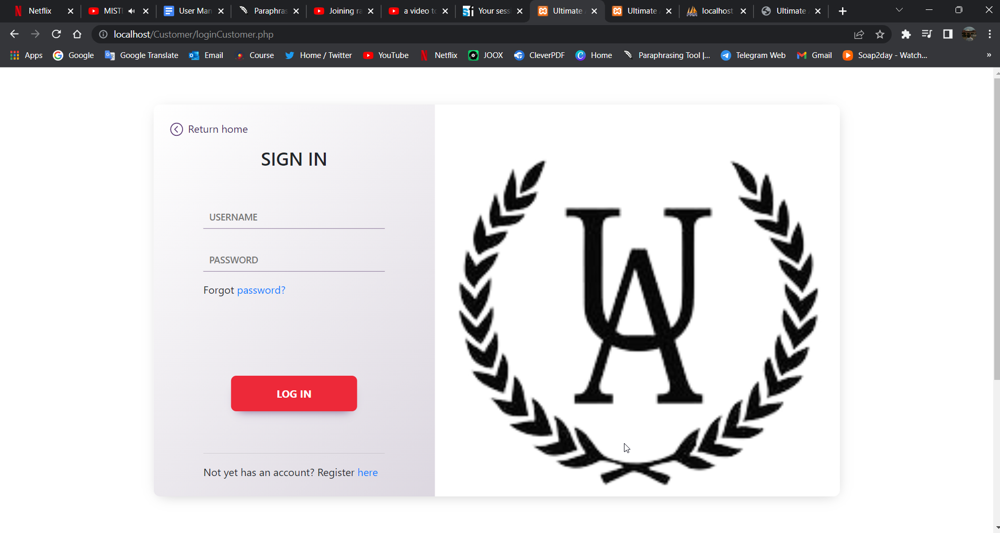 Netflix
MISTI
User Man
Paraphras
Joining ra
a video to
Your sess
Ultimate
Ultimate
localhost
Ultimate
localhost/Customer/loginCustomer.php
Apps
Google
Google Translate
Email
Course
Home / Twitter
YouTube
Netflix
JOOX
CleverPDF
Home
Paraphrasing Tool |...
Telegram Web
Gmail
Soap2day - Watch...
»
Return home
SIGN IN
USERNAME
PASSWORD
Forgot password?
LOG IN
Not yet has an account? Register here
UA